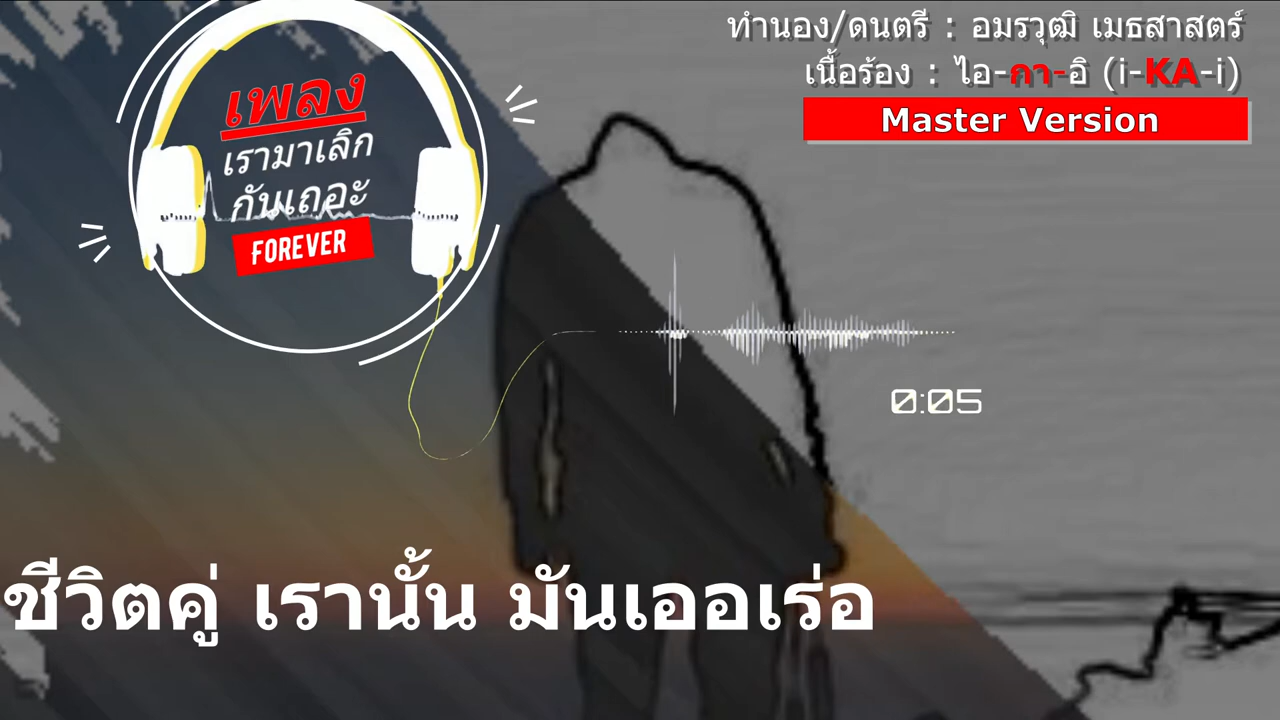 ทำนอง/ดนตรี : อมรวุฒิ เมธสาสตร์
เนื้อร้อง : ไอ-กา-อิ (i-KA-i)
Master Version
เพลง
เรามาเลิก
กันเถอะ
FOREVER
0:05
ชีวิตคู่ เรานั้น มันเออเร่อ